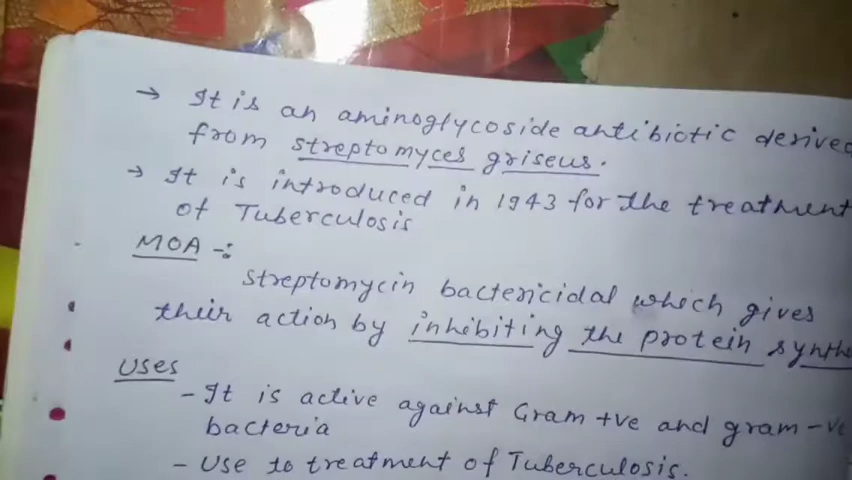 → It is an aminoglycoside antibiotic derived
from streptomyces griseus.
→ It is introduced in 1943 for the treatment
of Tuberculosis
MOA -:
Streptomycin bactericidal which gives
their action by inhibiting the protein synthe
Uses
- It is active against Gram +ve and gram -ve
bacteria
- Use to treatment of Tuberculosis.